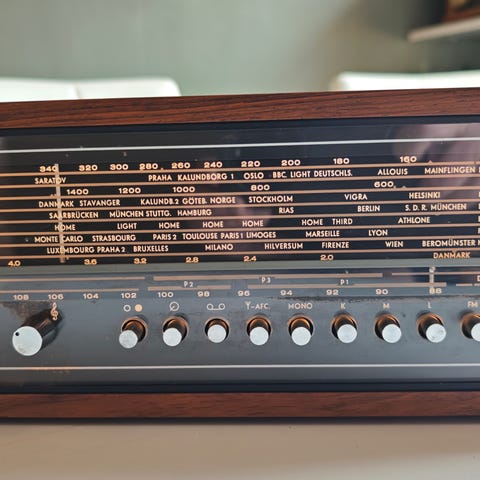 340 320 300 280 260 240 220 200 180 160
SARATOV PRAHA KALUNDBORG 1 OSLO BBC. LIGHT DEUTSCHLS. ALLOUIS MAINFLINGEN
1400 1200 1000 800 600
DANMARK STAVANGER KALUNDB.2 GÖTEB. NORGE STOCKHOLM VIGRA HELSINKI
SAARBRÜCKEN MÜNCHEN STUTTG. HAMBURG RIAS BERLIN S.D.R. MÜNCHEN
HOME LIGHT HOME HOME HOME HOME THIRD ATHLONE
MONTE CARLO STRASBOURG PARIS 2 TOULOUSE PARIS 1 LIMOGES MARSEILLE LYON
LUXEMBOURG PRAHA 2 BRUXELLES MILANO HILVERSUM FIRENZE WIEN BEROMÜNSTER
4.0 3.6 3.2 2.8 2.4 2.0 DANMARK
P2 P3 P1
108 106 104 102 100 98 96 94 92 90 88
Y-AFC. MONO K M L FM